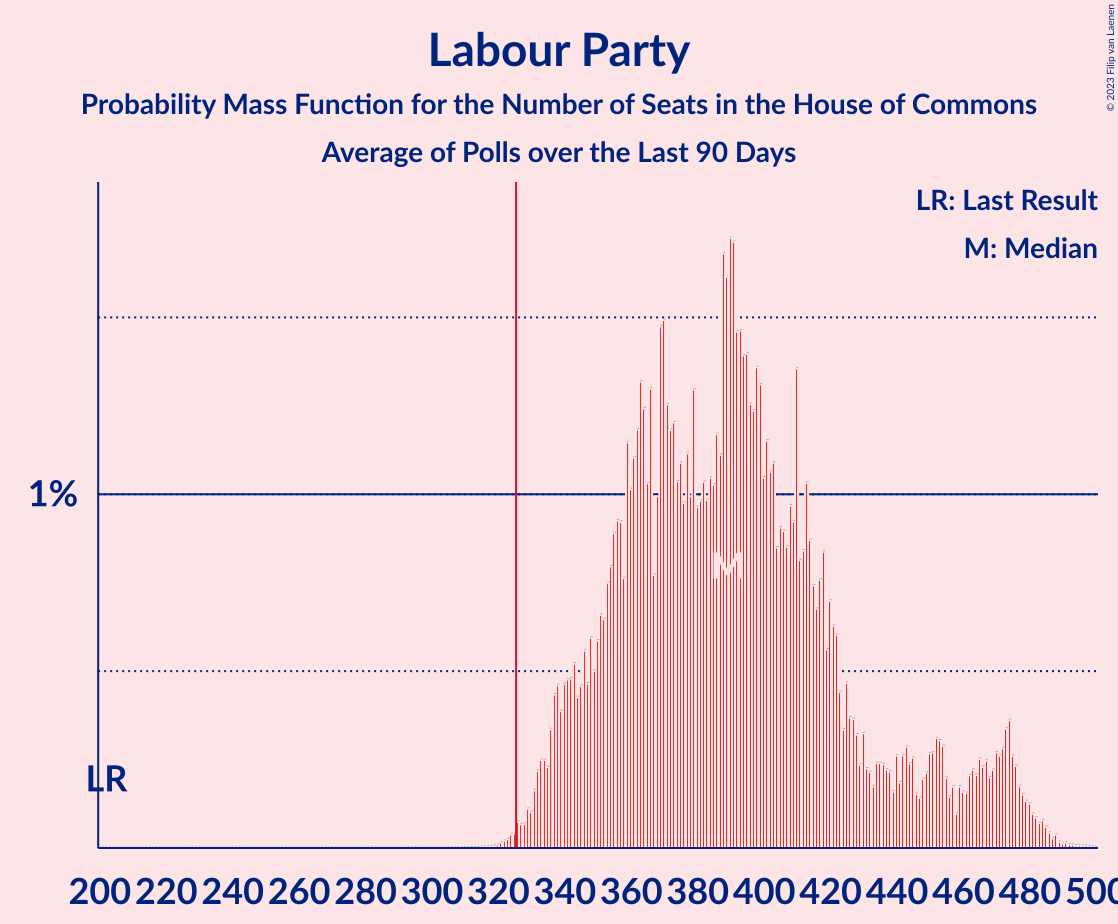 © 2023 Filip van Laenen
Labour Party
Probability Mass Function for the Number of Seats in the House of Commons
Average of Polls over the Last 90 Days
LR: Last Result
M: Median
1%
M
LR
200 220 240 260 280 300 320 340 360 380 400 420 440 460 480 500